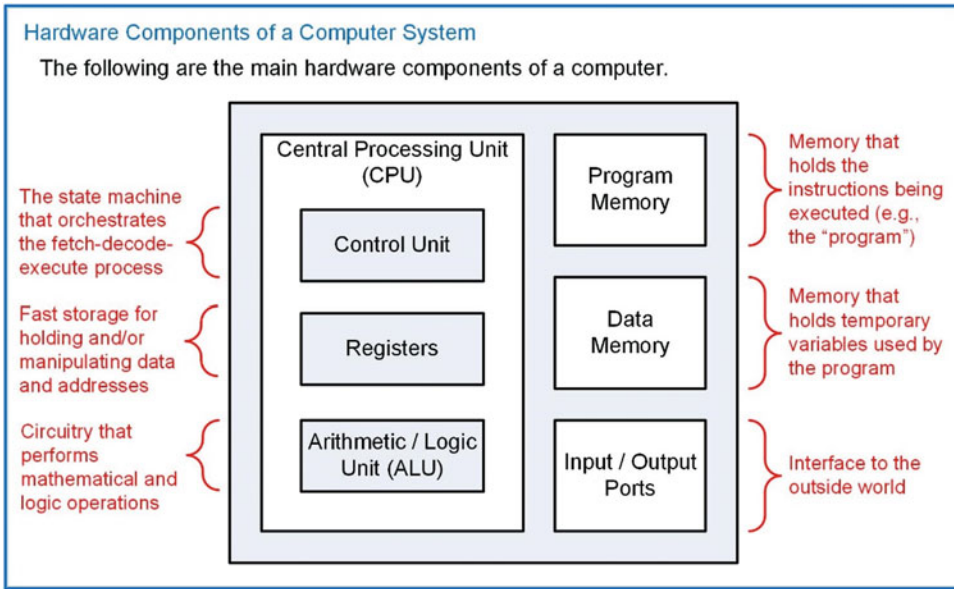 Hardware Components of a Computer System
The following are the main hardware components of a computer.
The state machine
that orchestrates
the fetch-decode-
execute process
Fast storage for
holding and/or
manipulating data
and addresses
Circuitry that
performs
mathematical and
logic operations
Central Processing Unit
(CPU)
Control Unit
Registers
Arithmetic / Logic
Unit (ALU)
Program
Memory
Data
Memory
Input / Output
Ports
Memory that
holds the
instructions being
executed (e.g.,
the “program”)
Memory that
holds temporary
variables used by
the program
Interface to the
outside world